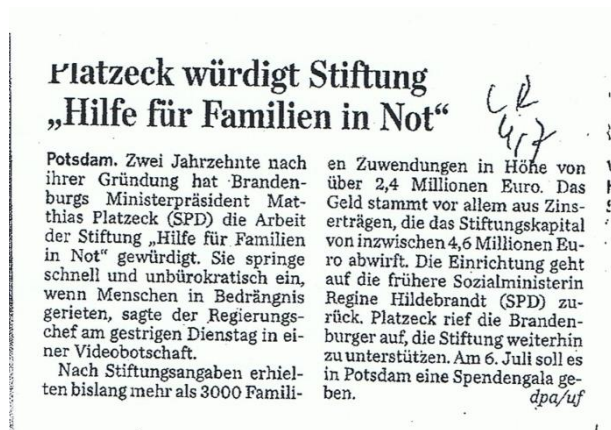 Platzeck würdigt Stiftung
„Hilfe für Familien in Not“
LR
4,7
Potsdam. Zwei Jahrzehnte nach
ihrer Gründung hat Branden-
burgs Ministerpräsident Mat-
thias Platzeck (SPD) die Arbeit
der Stiftung „Hilfe für Familien
in Not“ gewürdigt. Sie springe
schnell und unbürokratisch ein,
wenn Menschen in Bedrängnis
gerieten, sagte der Regierungs-
chef am gestrigen Dienstag in ei-
ner Videobotschaft.
Nach Stiftungsangaben erhiel-
ten bislang mehr als 3000 Famili-
en Zuwendungen in Höhe von
über 2,4 Millionen Euro. Das
Geld stammt vor allem aus Zins-
erträgen, die das Stiftungskapital
von inzwischen 4,6 Millionen Eu-
ro abwirft. Die Einrichtung geht
auf die frühere Sozialministerin
Regine Hildebrandt (SPD) zu-
rück. Platzeck rief die Branden-
burger auf, die Stiftung weiterhin
zu unterstützen. Am 6. Juli soll es
in Potsdam eine Spendengala ge-
ben. dpa/uf